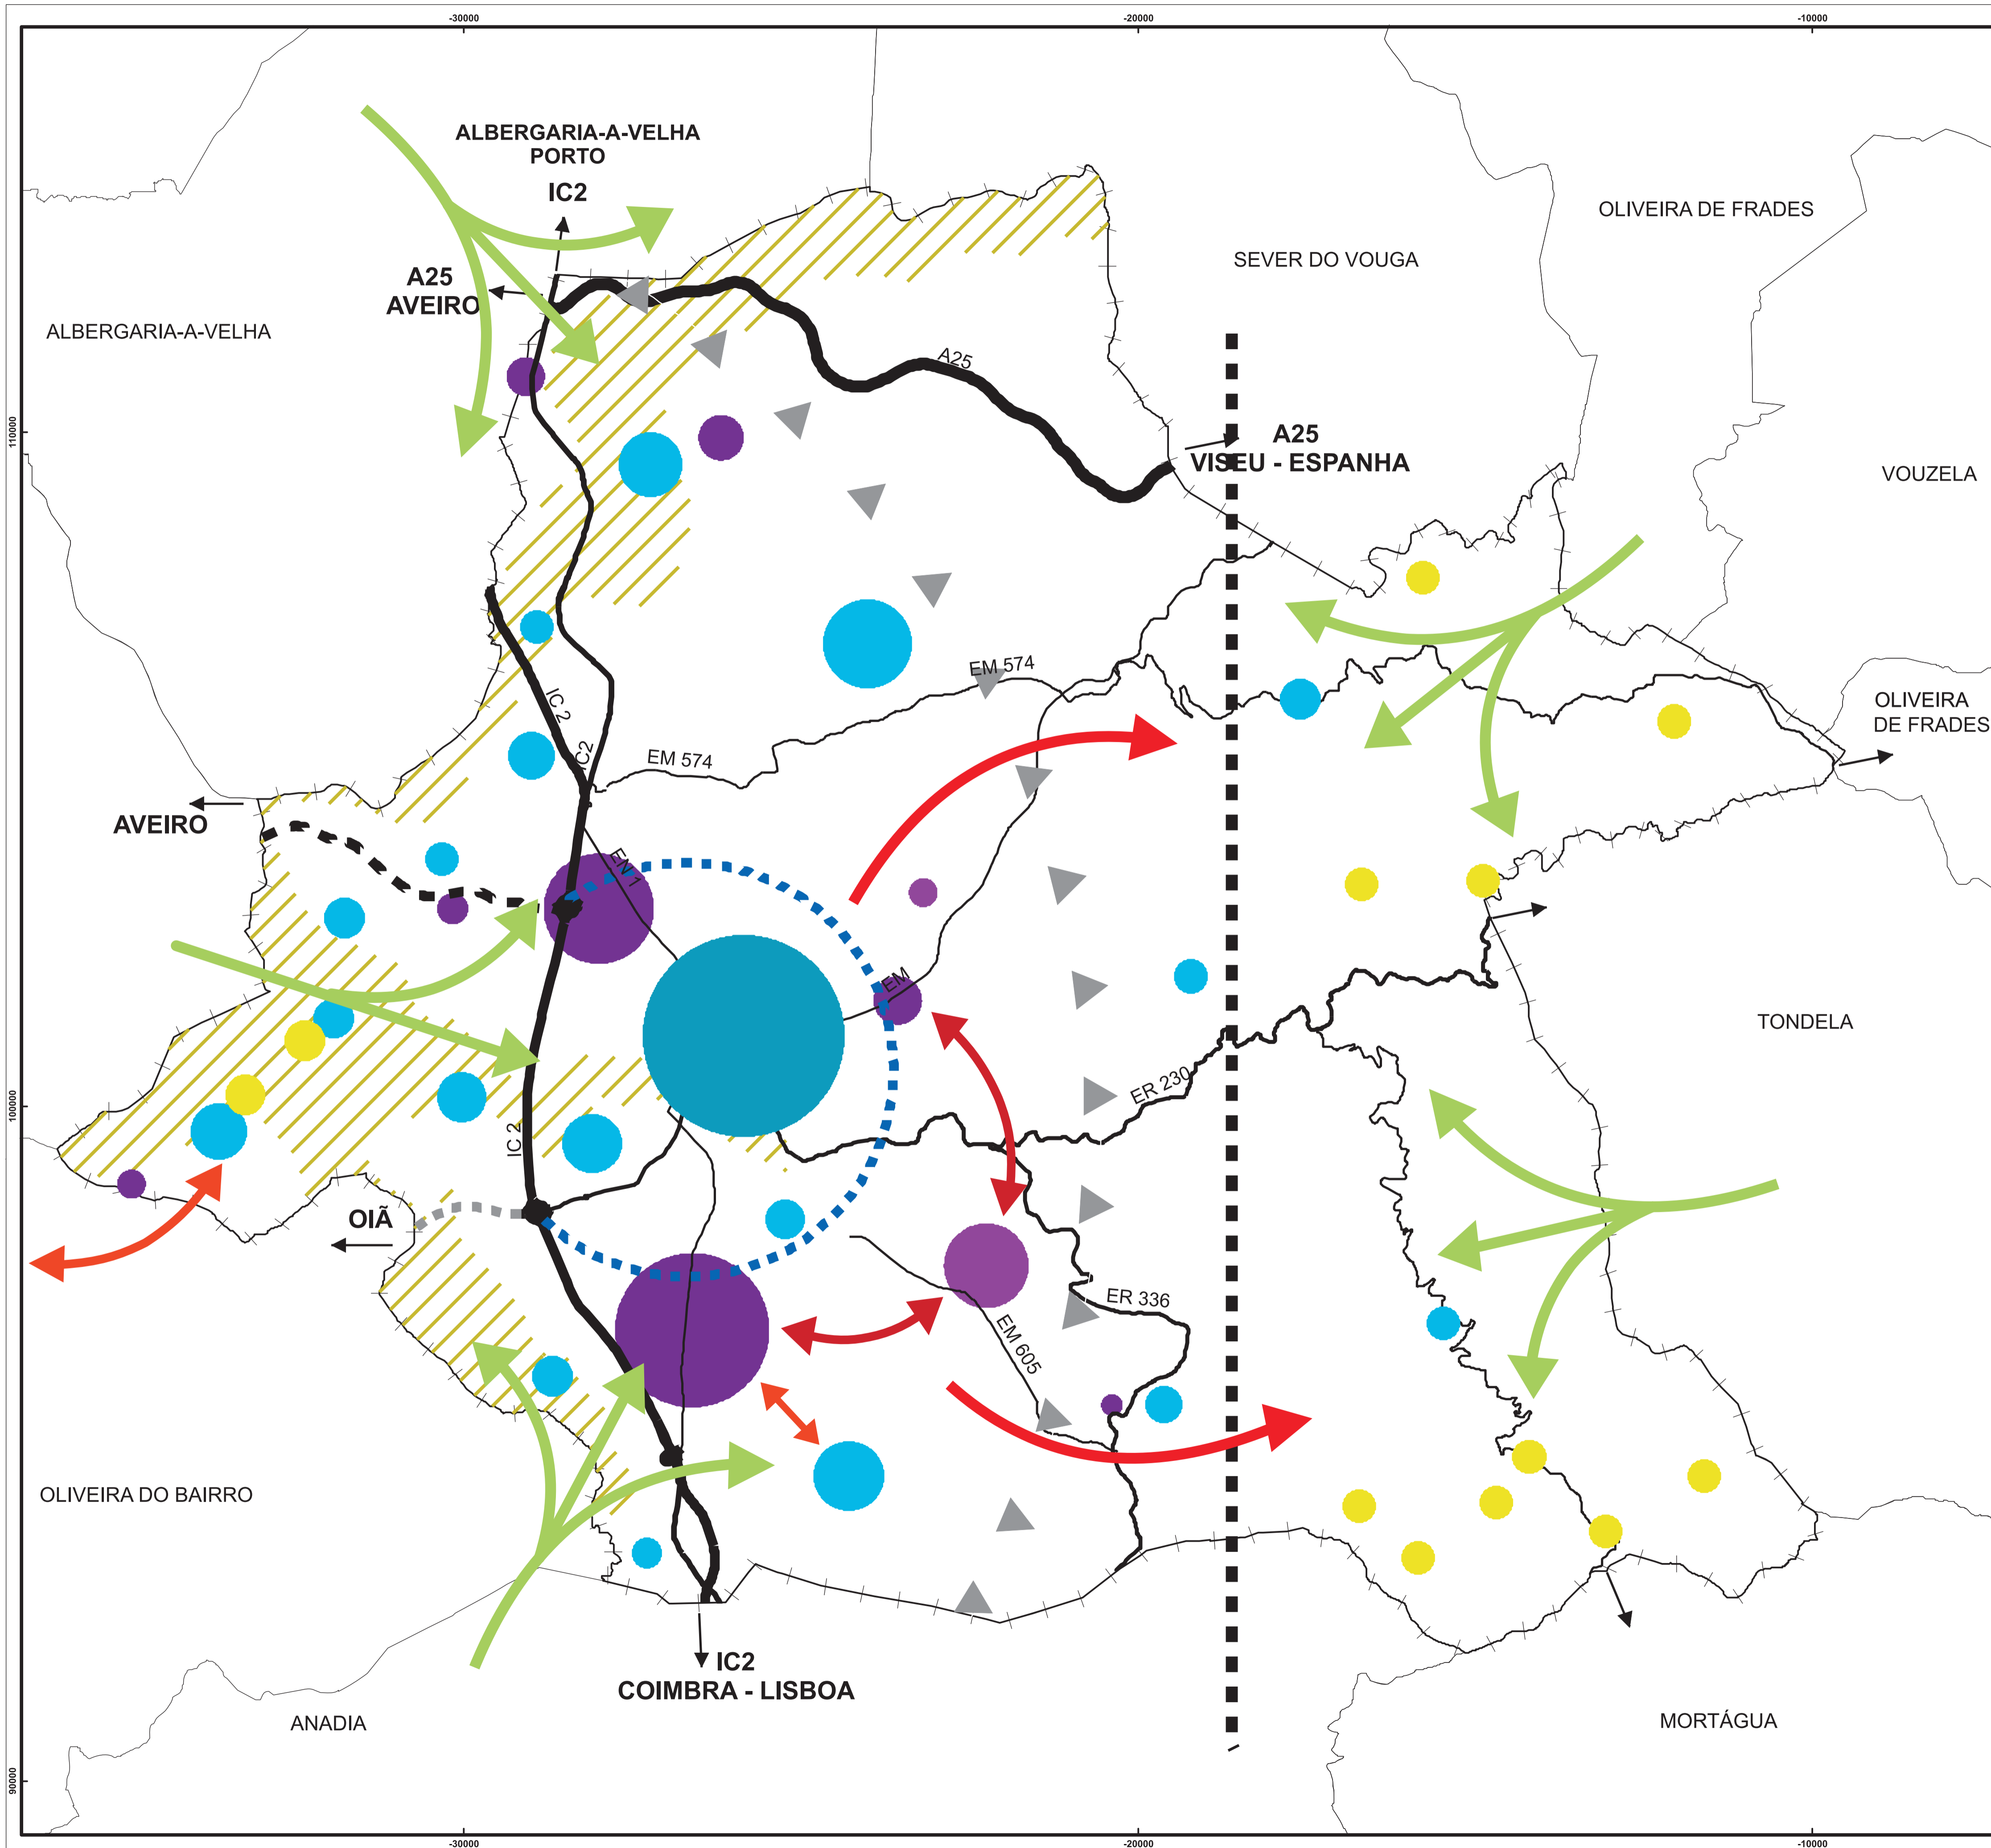 -30000
-20000
-10000
ALBERGARIA-A-VELHA
PORTO
IC2
OLIVEIRA DE FRADES
SEVER DO VOUGA
A25
AVEIRO
ALBERGARIA-A-VELHA
A25
110000
A25
VISEU - ESPANHA
VOUZELA
EM 574
OLIVEIRA
DE FRADES
IC 2
IC2
EM 574
AVEIRO
EN 1
EM
TONDELA
ER 230
100000
IC 2
OIÃ
ER 336
EM 605
OLIVEIRA DO BAIRRO
IC2
COIMBRA - LISBOA
ANADIA
MORTÁGUA
90000
-30000
-20000
-10000